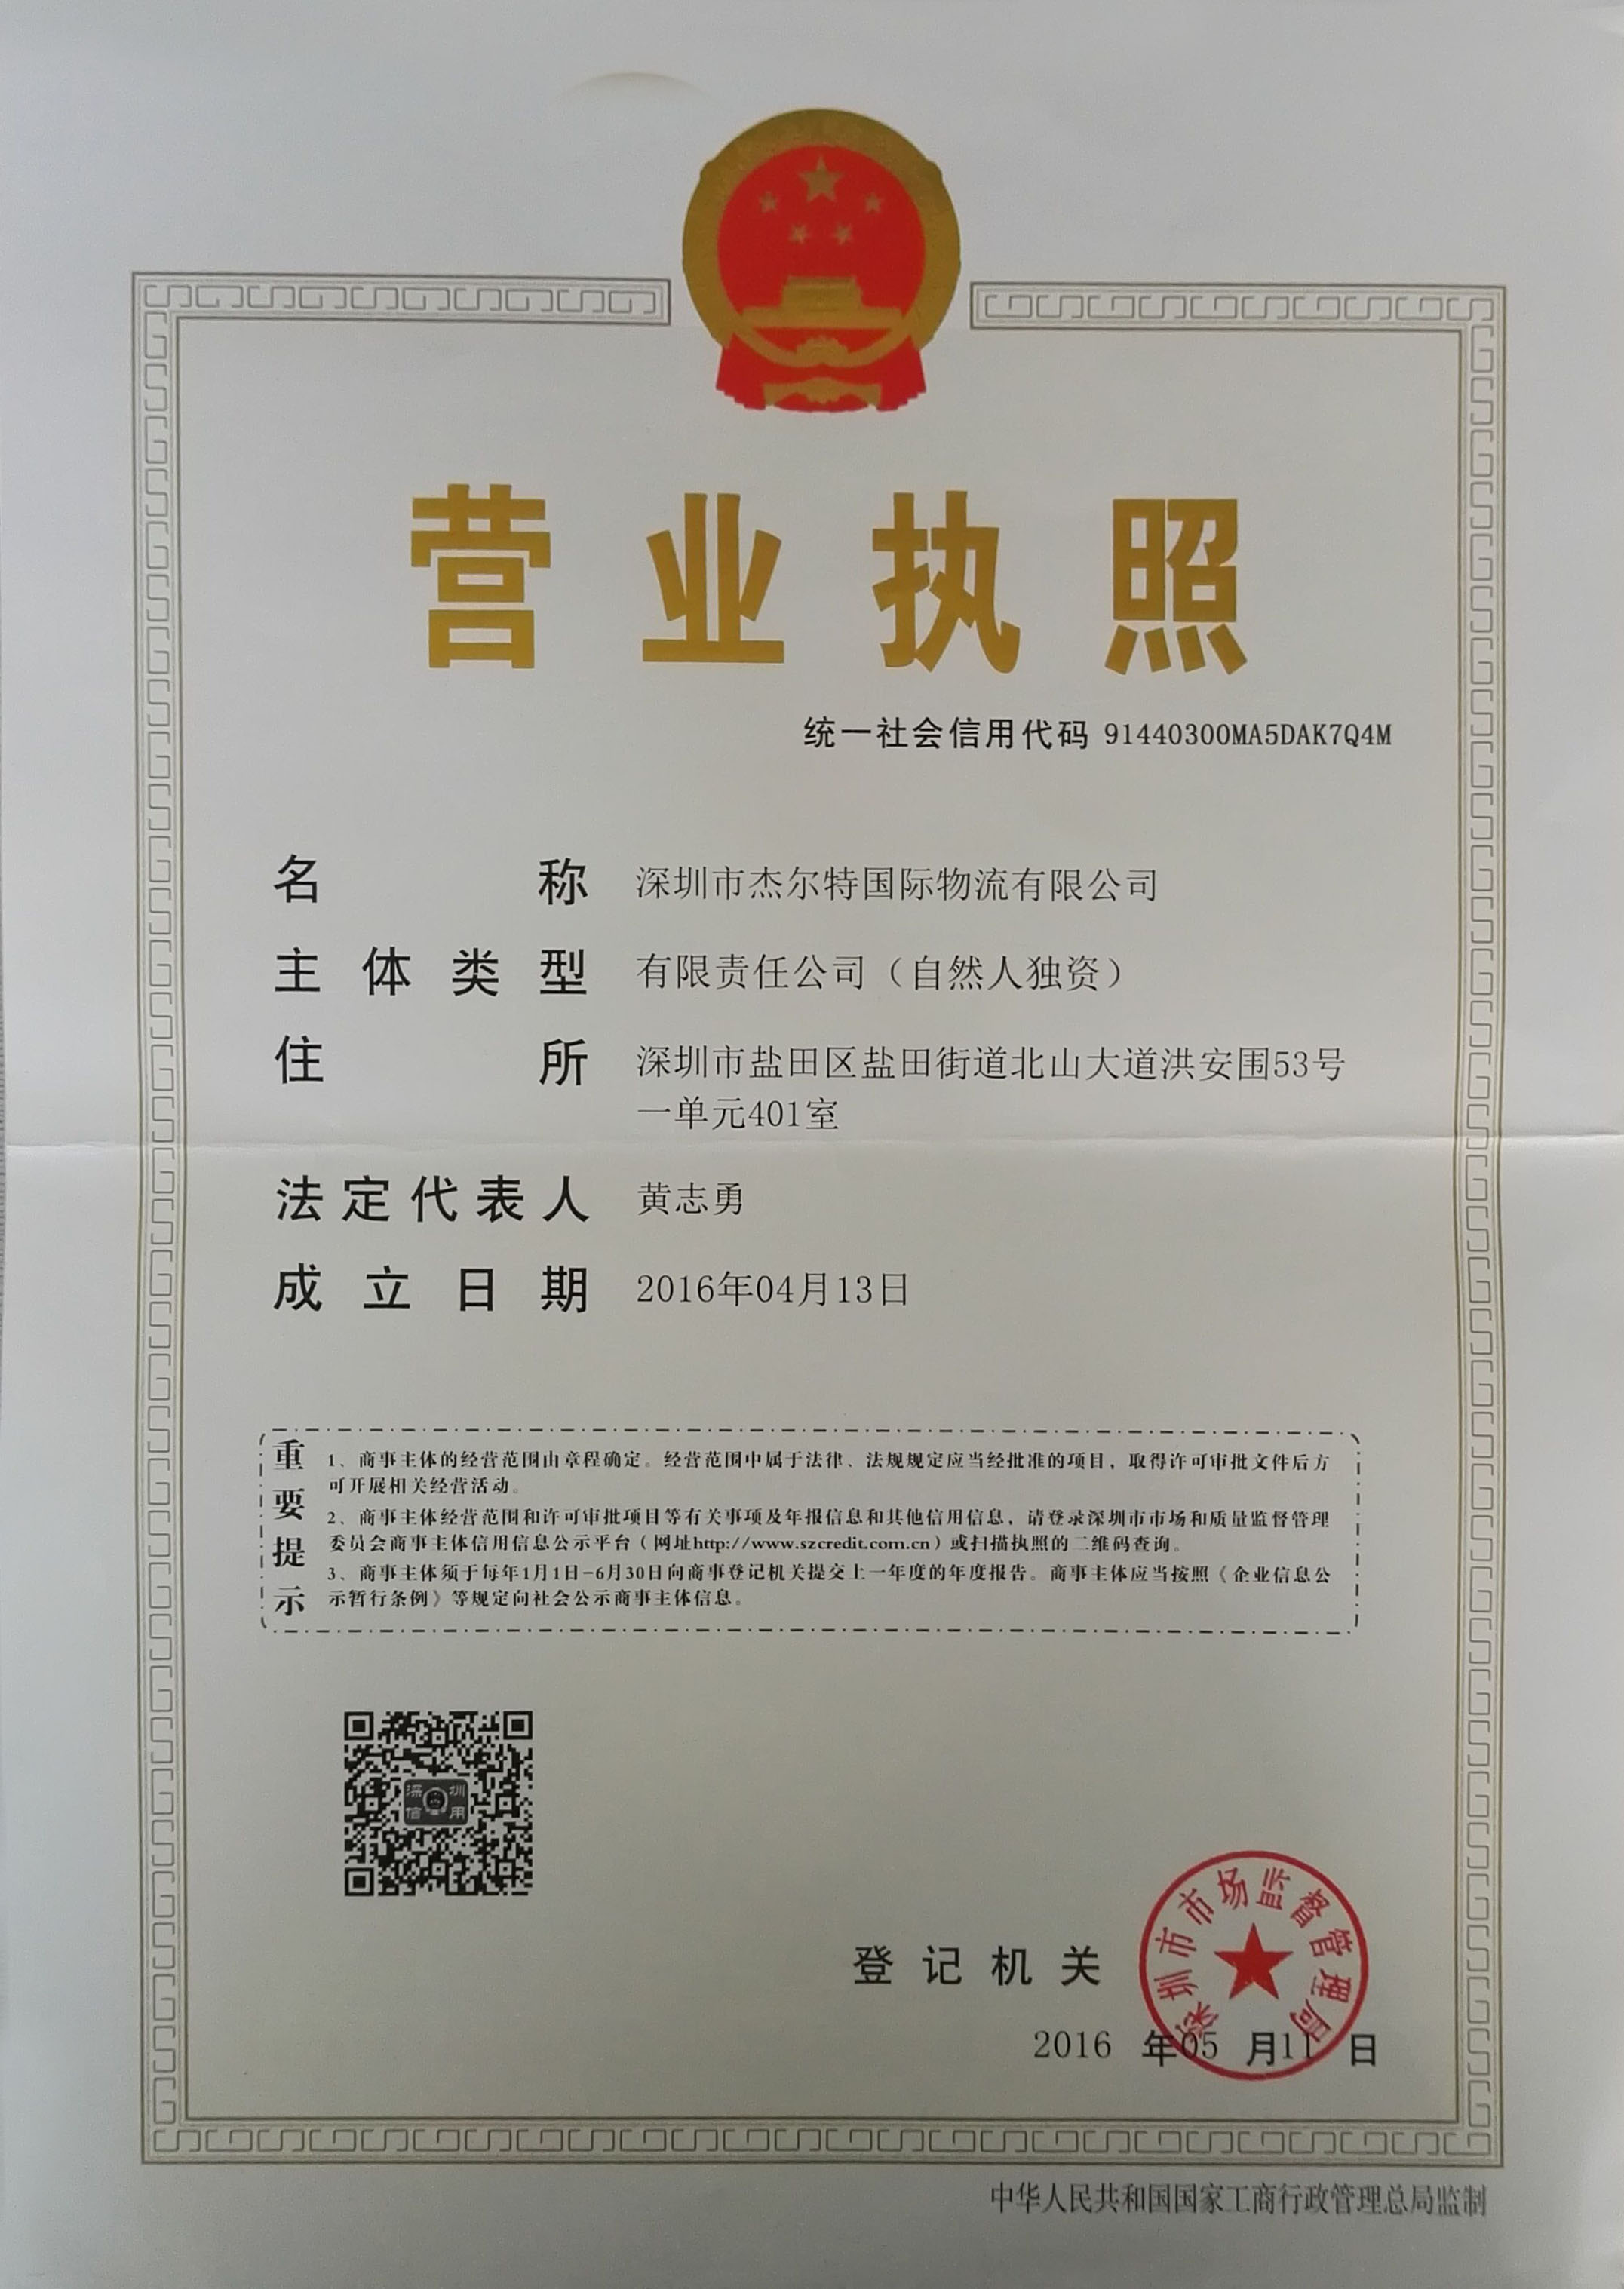 营业执照
统一社会信用代码 91440300MA5DAK7Q4M
名称 深圳市杰尔特国际物流有限公司
主体类型 有限责任公司（自然人独资）
住所 深圳市盐田区盐田街道北山大道洪安围53号
一单元401室
法定代表人 黄志勇
成立日期 2016年04月13日
重要提示
1、商事主体的经营范围由章程确定。经营范围中属于法律、法规规定应当经批准的项目，取得许可审批文件后方
可开展相关经营活动。
2、商事主体经营范围和许可审批项目等有关事项及年报信息和其他信用信息，请登录深圳市市场和质量监督管理
委员会商事主体信用信息公示平台（网址http://www.szcredit.com.cn）或扫描执照的二维码查询。
3、商事主体须于每年1月1日-6月30日向商事登记机关提交上一年度的年度报告。商事主体应当按照《企业信息公
示暂行条例》等规定向社会公示商事主体信息。
深圳
信用
登记机关
深圳市市场监督管理局
2016 年05 月11 日
中华人民共和国国家工商行政管理总局监制